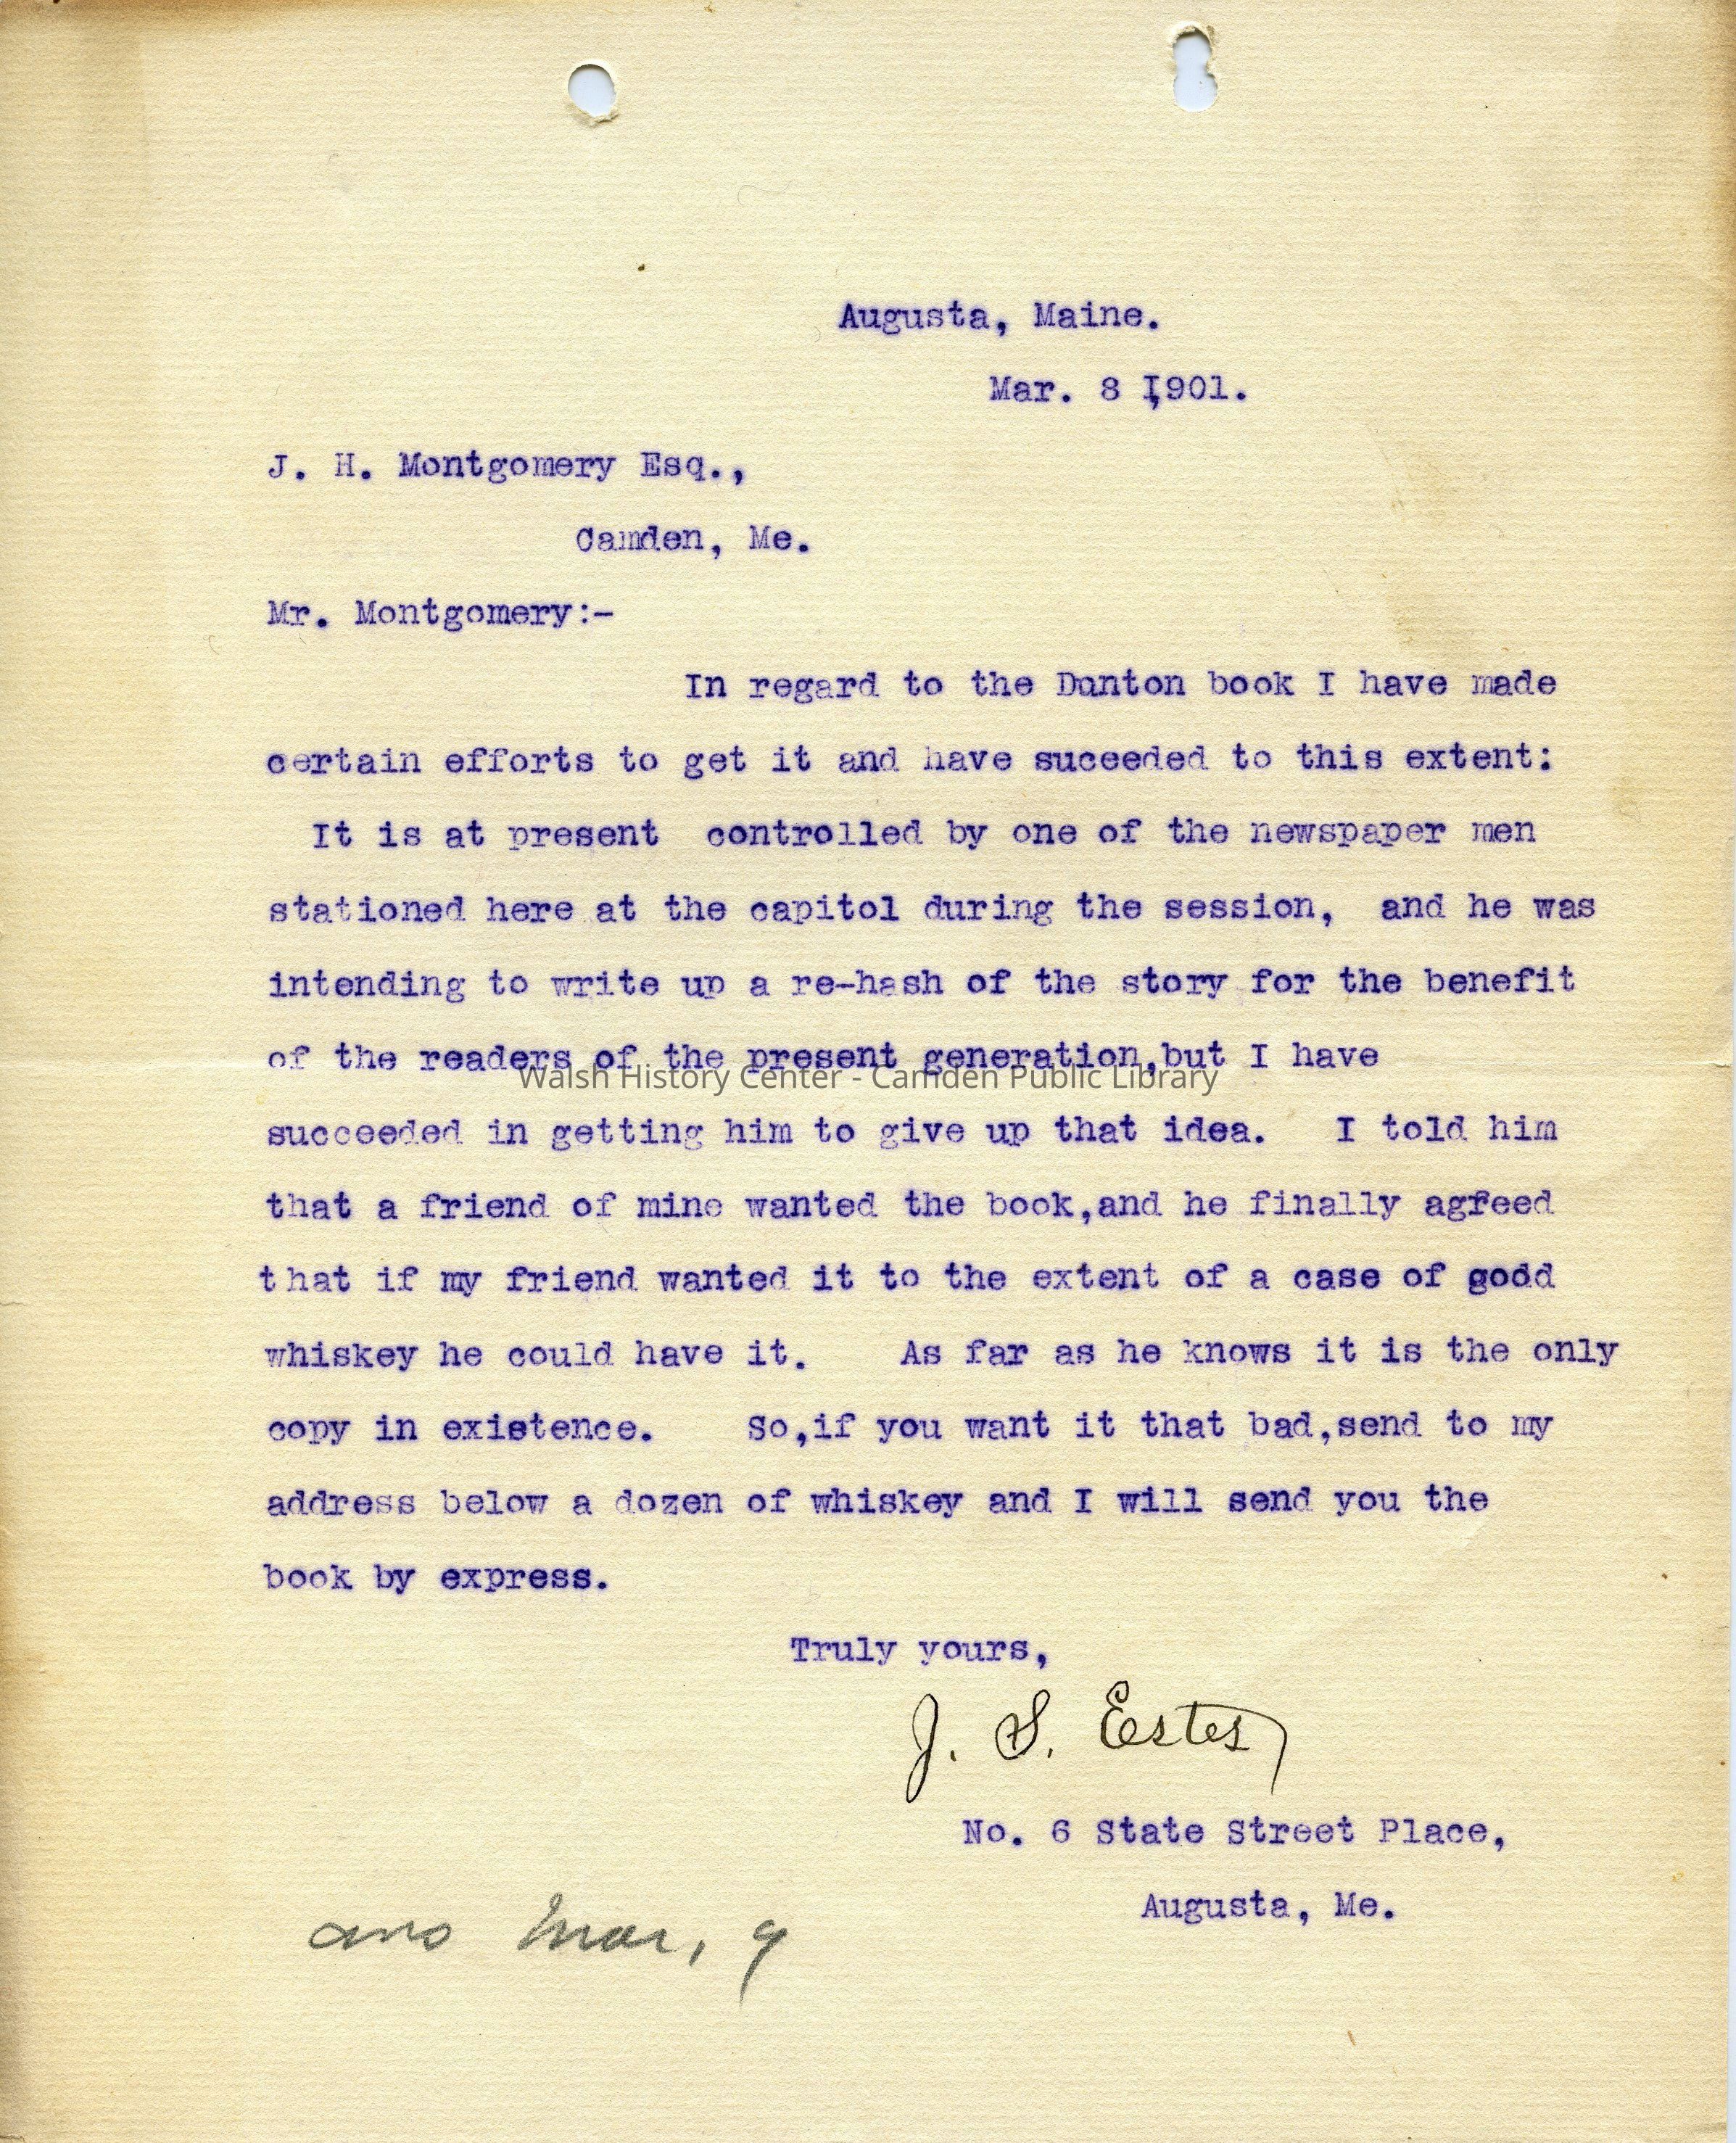 Augusta, Maine.
Mar. 8 1,901.
J. H. Montgomery Esq.,
Camden, Me.
Mr. Montgomery:-
In regard to the Danton book I have made
certain efforts to get it and have suceeded to this extent:
It is at present controlled by one of the newspaper men
stationed here at the capitol during the session, and he was
intending to write up a re-hash of the story for the benefit
of the readers of the present generation,but I have
Walsh History Center - Camden Public Library
succeeded in getting him to give up that idea. I told him
that a friend of mine wanted the book,and he finally agreed
that if my friend wanted it to the extent of a case of godd
whiskey he could have it. As far as he knows it is the only
copy in existence. So,if you want it that bad,send to my
address below a dozen of whiskey and I will send you the
book by express.
Truly yours,
J. S. Estes
No. 6 State Street Place,
Augusta, Me.
ans Mar, 9